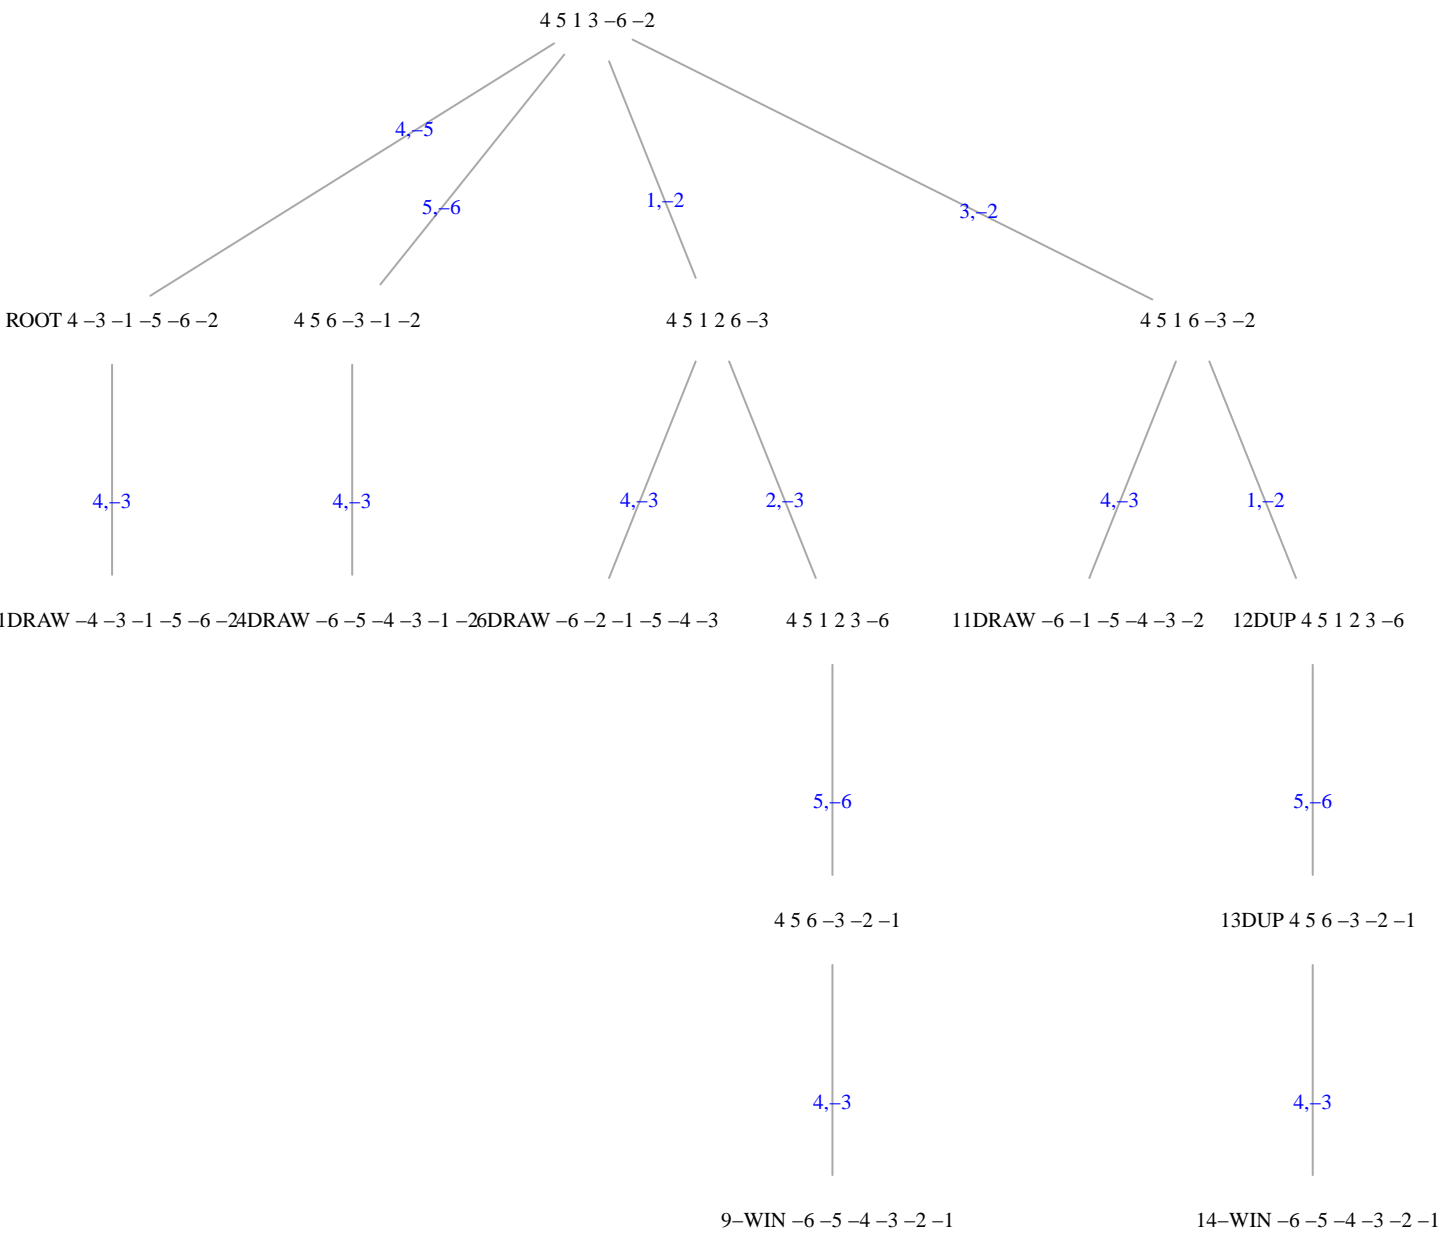 4 5 1 3 –6 –2
4,–5
5,–6
1,–2
3,–2
ROOT 4 –3 –1 –5 –6 –2
4 5 6 –3 –1 –2
4 5 1 2 6 –3
4 5 1 6 –3 –2
4,–3
4,–3
4,–3
2,–3
4,–3
1,–2
1DRAW –4 –3 –1 –5 –6 –2
4DRAW –6 –5 –4 –3 –1 –2
6DRAW –6 –2 –1 –5 –4 –3
4 5 1 2 3 –6
11DRAW –6 –1 –5 –4 –3 –2
12DUP 4 5 1 2 3 –6
5,–6
5,–6
4 5 6 –3 –2 –1
13DUP 4 5 6 –3 –2 –1
4,–3
4,–3
9–WIN –6 –5 –4 –3 –2 –1
14–WIN –6 –5 –4 –3 –2 –1